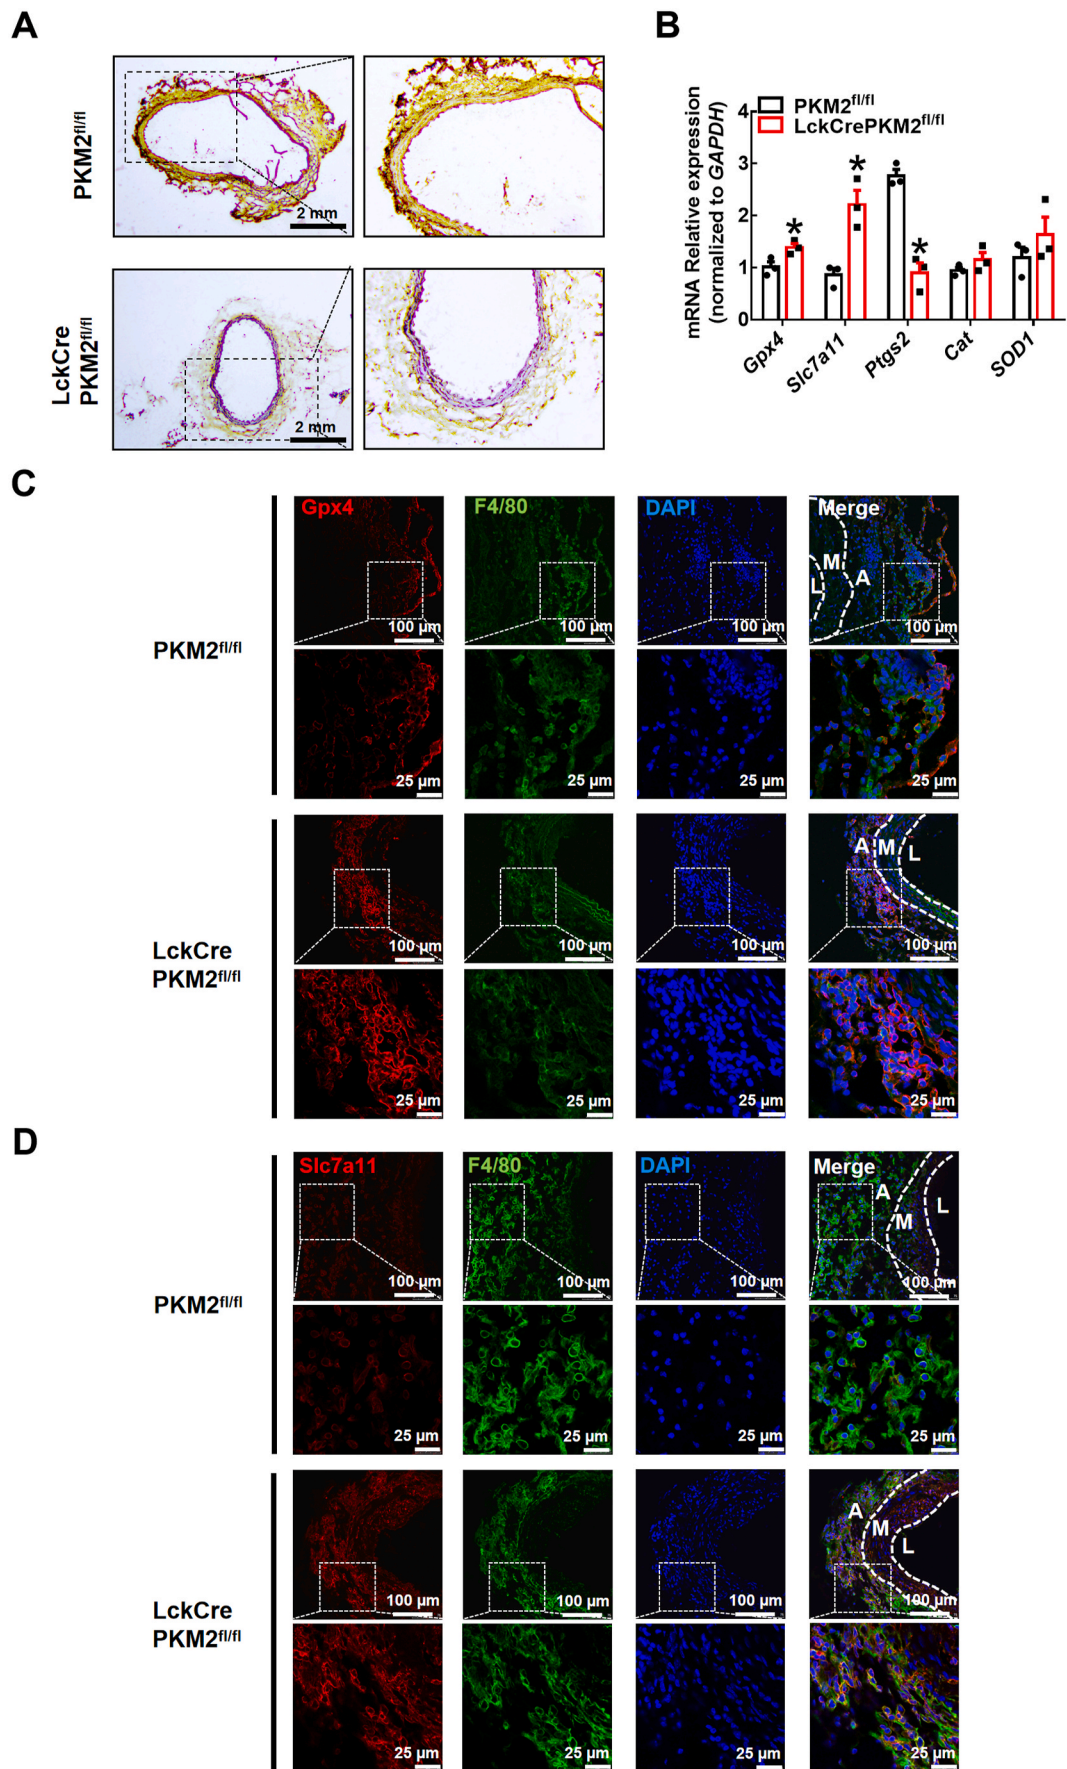 A
PKM2fl/fl
2 mm
LckCre
PKM2fl/fl
2 mm
B
PKM2fl/fl
LckCrePKM2fl/fl
mRNA Relative expression
(normalized to GAPDH)
4
3
2
1
0
* * *
Gpx4 Slc7a11 Ptgs2 Cat SOD1
C
Gpx4 F4/80 DAPI Merge
L M A
100 µm 100 µm 100 µm 100 µm
PKM2fl/fl
25 µm 25 µm 25 µm 25 µm
A M L
100 µm 100 µm 100 µm 100 µm
LckCre
PKM2fl/fl
25 µm 25 µm 25 µm 25 µm
D
Slc7a11 F4/80 DAPI Merge
A M L
100 µm 100 µm 100 µm 100 µm
PKM2fl/fl
25 µm 25 µm 25 µm 25 µm
A M L
100 µm 100 µm 100 µm 100 µm
LckCre
PKM2fl/fl
25 µm 25 µm 25 µm 25 µm